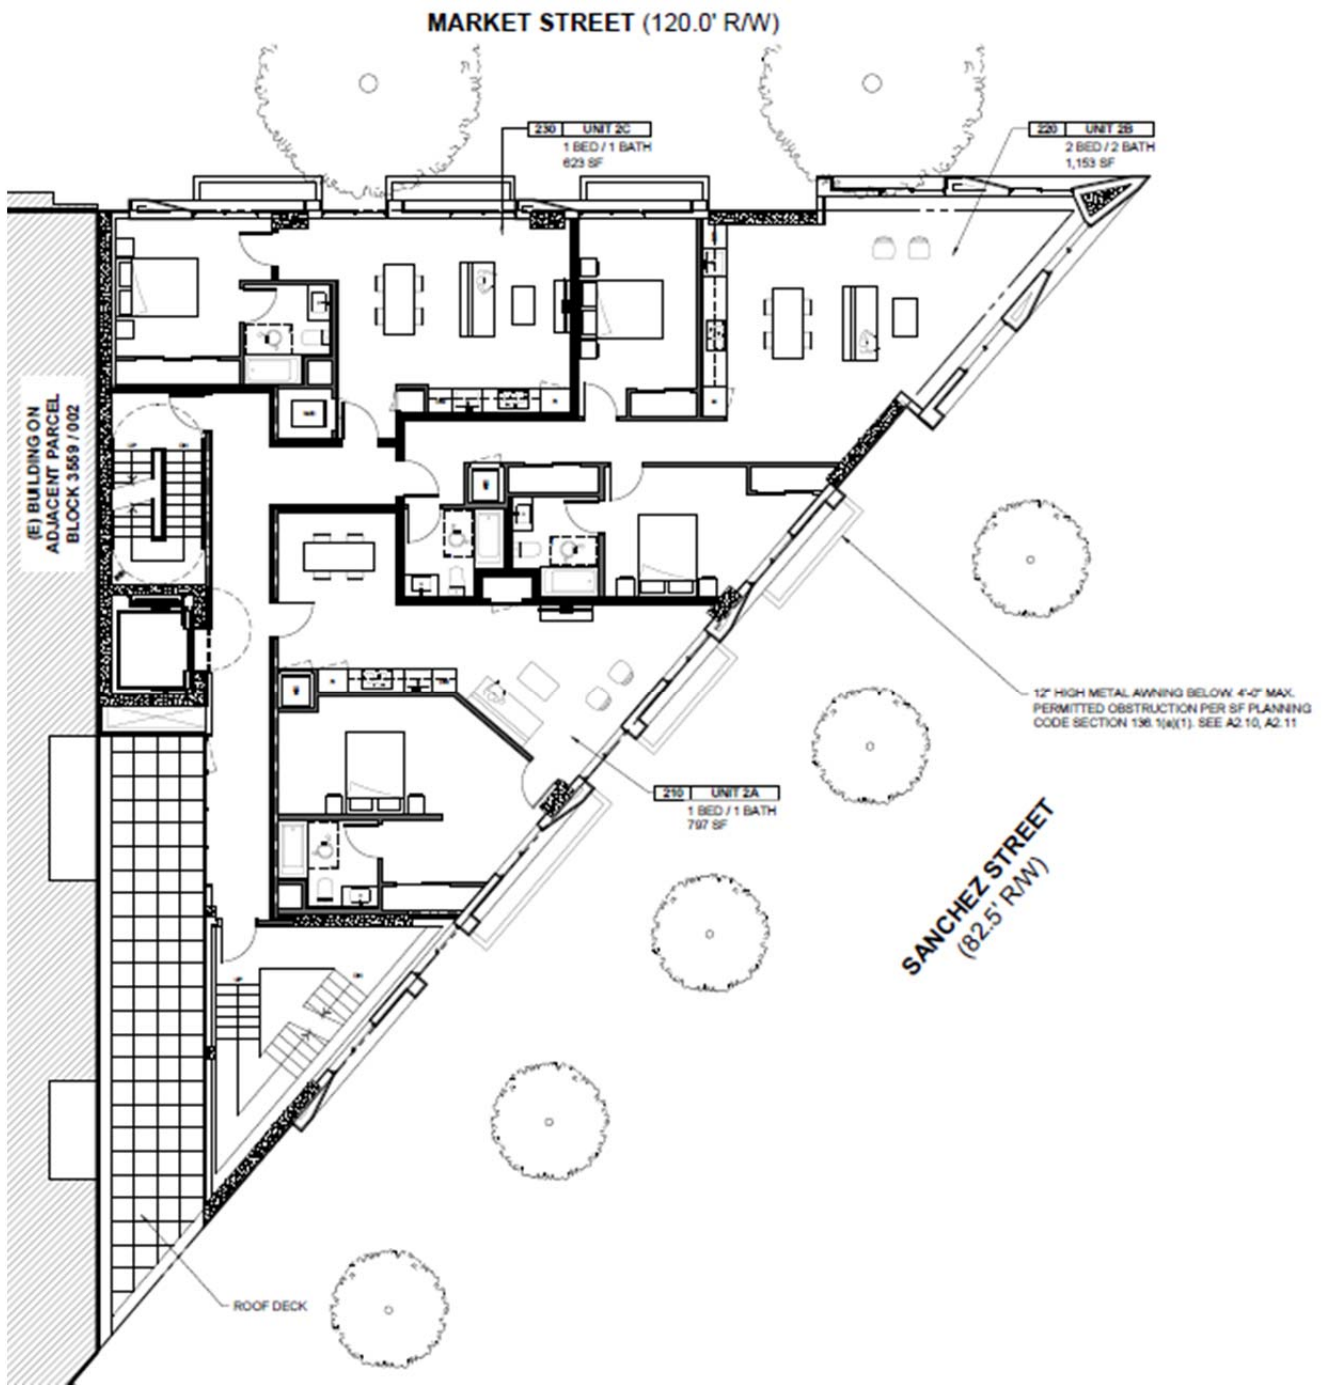 MARKET STREET (120.0' R/W)
230 UNIT 2C
1 BED / 1 BATH
623 SF
220 UNIT 2B
2 BED / 2 BATH
1,153 SF
(E) BUILDING ON
ADJACENT PARCEL
BLOCK 3559 / 002
12" HIGH METAL AWNING BELOW. 4'-0" MAX.
PERMITTED OBSTRUCTION PER SF PLANNING
CODE SECTION 136.1(a)(1). SEE A2.10, A2.11
210 UNIT 2A
1 BED / 1 BATH
797 SF
SANCHEZ STREET
(82.5' R/W)
ROOF DECK